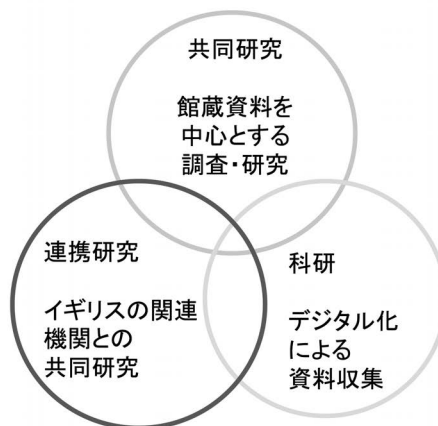 共同研究
館蔵資料を
中心とする
調査・研究
連携研究
イギリスの関連
機関との
共同研究
科研
デジタル化
による
資料収集